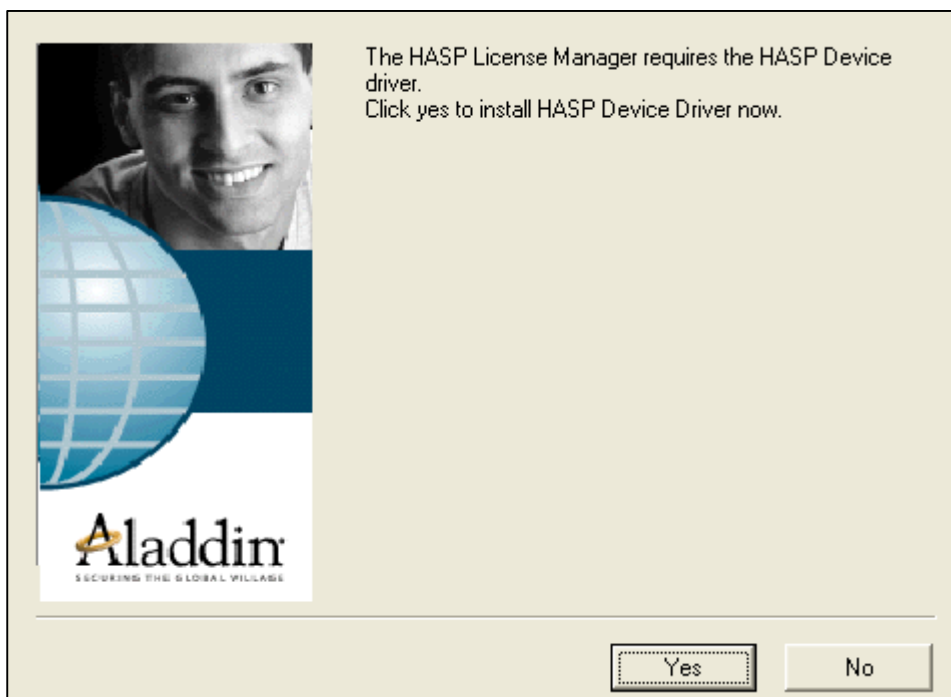 The HASP License Manager requires the HASP Device
driver.
Click yes to install HASP Device Driver now.
Aladdin
SECURING THE GLOBAL VILLAGE
Yes
No